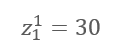 $z_1^1 = 30$